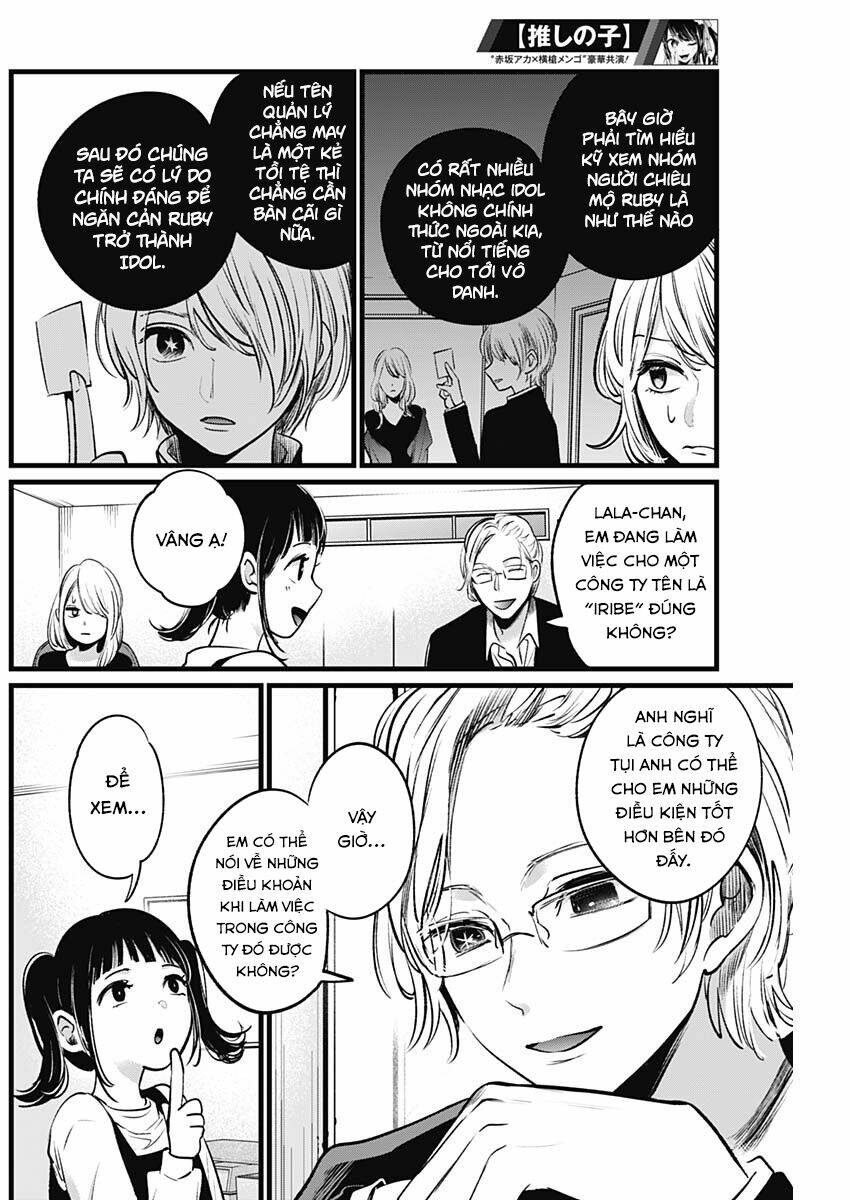 【推しの子】
"赤坂アカ×横槍メンゴ"豪華共演!
BÂY GIỜ
PHẢI TÌM HIỂU
KỸ XEM NHÓM
NGƯỜI CHIÊU
MỘ RUBY LÀ
NHƯ THẾ NÀO
CÓ RẤT NHIỀU
NHÓM NHẠC IDOL
KHÔNG CHÍNH
THỨC NGOÀI KIA,
TỪ NỔI TIẾNG
CHO TỚI VÔ
DANH.
NẾU TÊN
QUẢN LÝ
CHẲNG MAY
LÀ MỘT KẺ
TỒI TỆ THÌ
CHẲNG CẦN
BÀN CÃI GÌ
NỮA.
SAU ĐÓ CHÚNG
TA SẼ CÓ LÝ DO
CHÍNH ĐÁNG ĐỂ
NGĂN CẢN RUBY
TRỞ THÀNH
IDOL.
LALA-CHAN,
EM ĐANG LÀM
VIỆC CHO MỘT
CÔNG TY TÊN LÀ
"IRIBE" ĐÚNG
KHÔNG?
VÂNG Ạ!
ANH NGHĨ
LÀ CÔNG TY
TỤI ANH CÓ THỂ
CHO EM NHỮNG
ĐIỀU KIỆN TỐT
HƠN BÊN ĐÓ
ĐẤY.
VẬY
GIỜ...
EM CÓ THỂ
NÓI VỀ NHỮNG
ĐIỀU KHOẢN
KHI LÀM VIỆC
TRONG CÔNG
TY ĐÓ ĐƯỢC
KHÔNG?
ĐỂ
XEM...